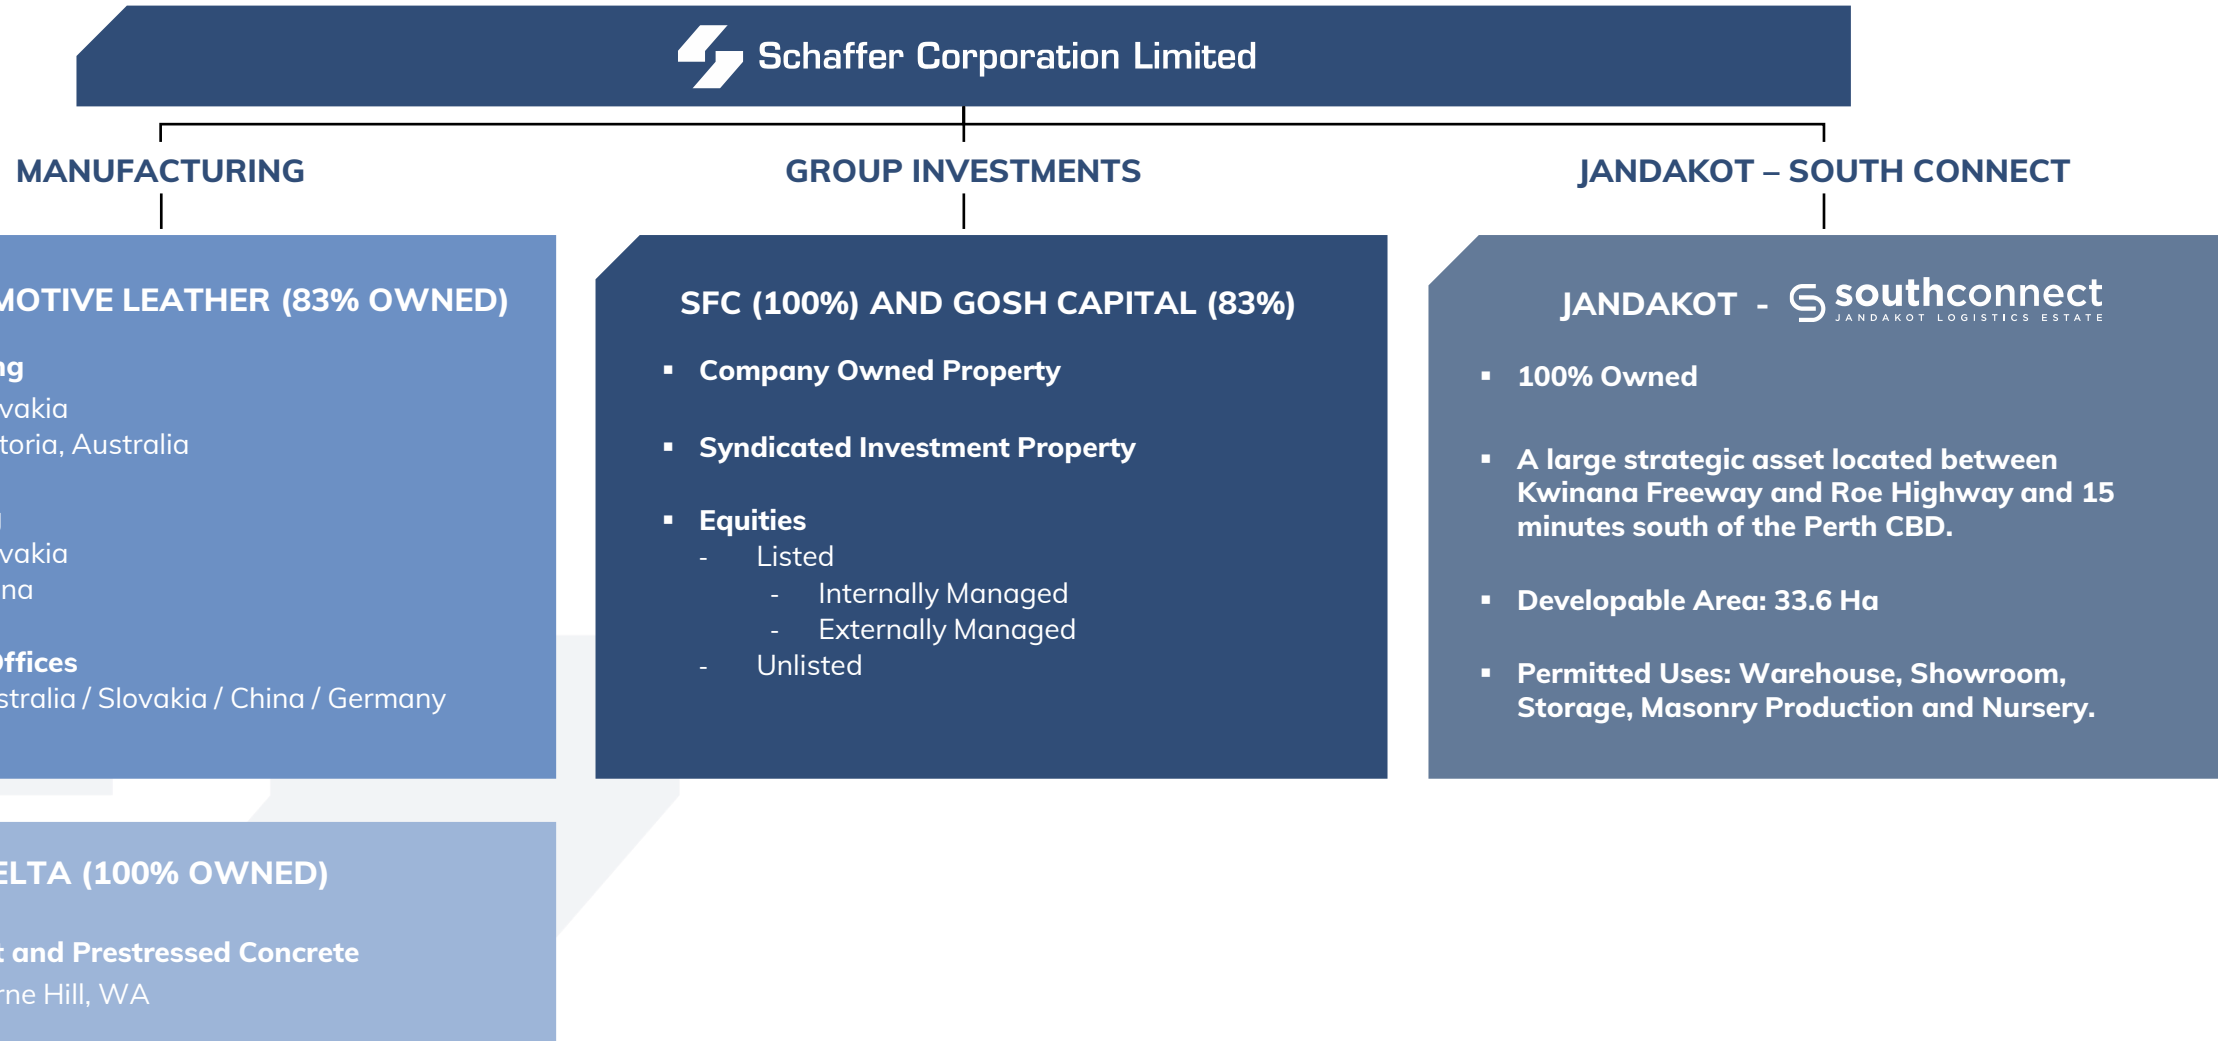 Schaffer Corporation Limited
MANUFACTURING
MOTIVE LEATHER (83% OWNED)
ng
vakia
toria, Australia
vakia
na
Offices
stralia / Slovakia / China / Germany
ELTA (100% OWNED)
t and Prestressed Concrete
rne Hill, WA
GROUP INVESTMENTS
SFC (100%) AND GOSH CAPITAL (83%)
▪ Company Owned Property
▪ Syndicated Investment Property
▪ Equities
- Listed
- Internally Managed
- Externally Managed
- Unlisted
JANDAKOT – SOUTH CONNECT
JANDAKOT - southconnect
JANDAKOT LOGISTICS ESTATE
▪ 100% Owned
▪ A large strategic asset located between
Kwinana Freeway and Roe Highway and 15
minutes south of the Perth CBD.
▪ Developable Area: 33.6 Ha
▪ Permitted Uses: Warehouse, Showroom,
Storage, Masonry Production and Nursery.